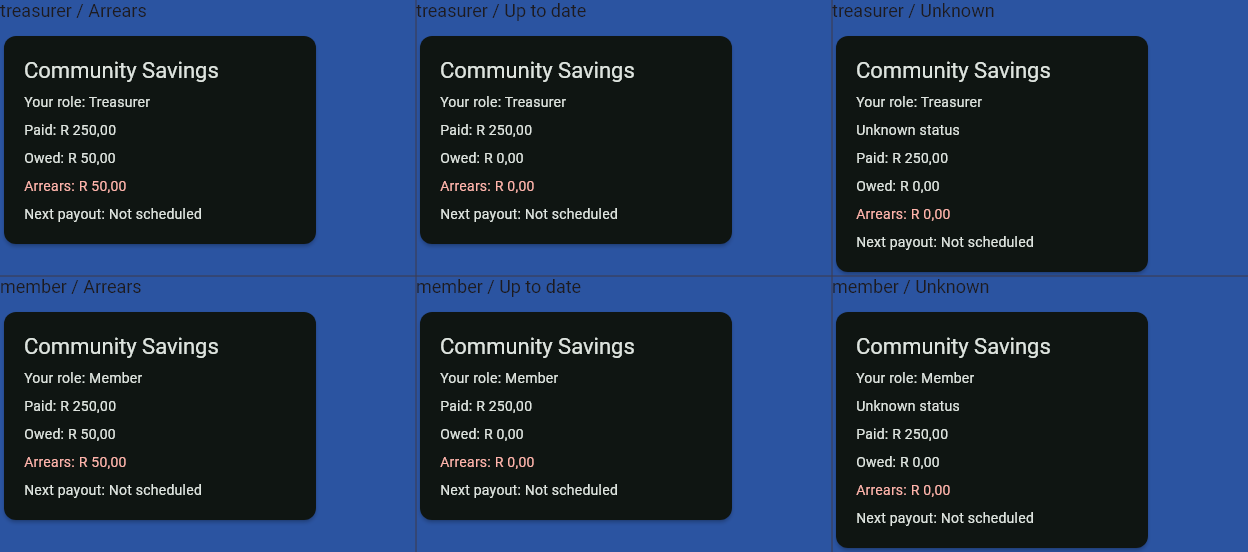 treasurer / Arrears
Community Savings
Your role: Treasurer
Paid: R 250,00
Owed: R 50,00
Arrears: R 50,00
Next payout: Not scheduled
treasurer / Up to date
Community Savings
Your role: Treasurer
Paid: R 250,00
Owed: R 0,00
Arrears: R 0,00
Next payout: Not scheduled
treasurer / Unknown
Community Savings
Your role: Treasurer
Unknown status
Paid: R 250,00
Owed: R 0,00
Arrears: R 0,00
Next payout: Not scheduled
member / Arrears
Community Savings
Your role: Member
Paid: R 250,00
Owed: R 50,00
Arrears: R 50,00
Next payout: Not scheduled
member / Up to date
Community Savings
Your role: Member
Paid: R 250,00
Owed: R 0,00
Arrears: R 0,00
Next payout: Not scheduled
member / Unknown
Community Savings
Your role: Member
Unknown status
Paid: R 250,00
Owed: R 0,00
Arrears: R 0,00
Next payout: Not scheduled